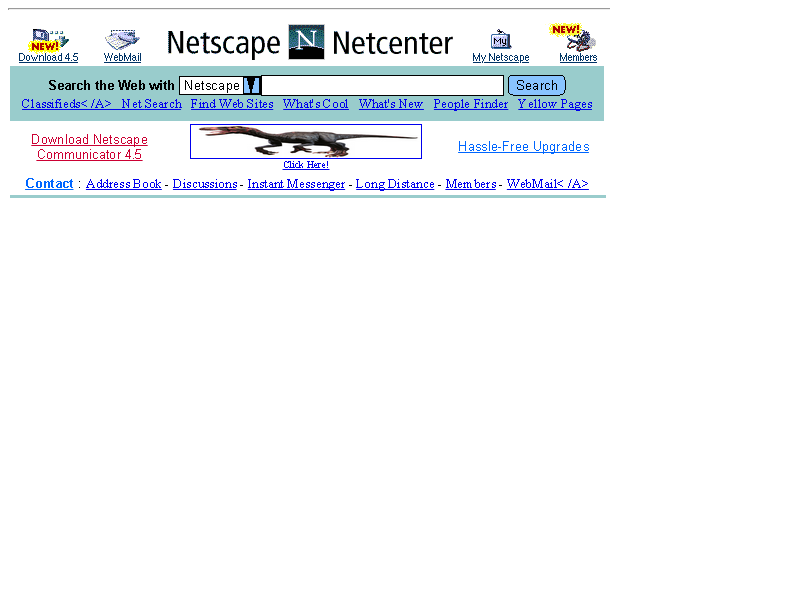 NEW! NEW!
Netscape N Netcenter
My
Download 4.5 WebMail My Netscape Members
Search the Web with Netscape Search
Classifieds< /A> Net Search Find Web Sites What's Cool What's New People Finder Yellow Pages
Download Netscape
Communicator 4.5
Hassle-Free Upgrades
Click Here!
Contact : Address Book - Discussions - Instant Messenger - Long Distance - Members - WebMail< /A>